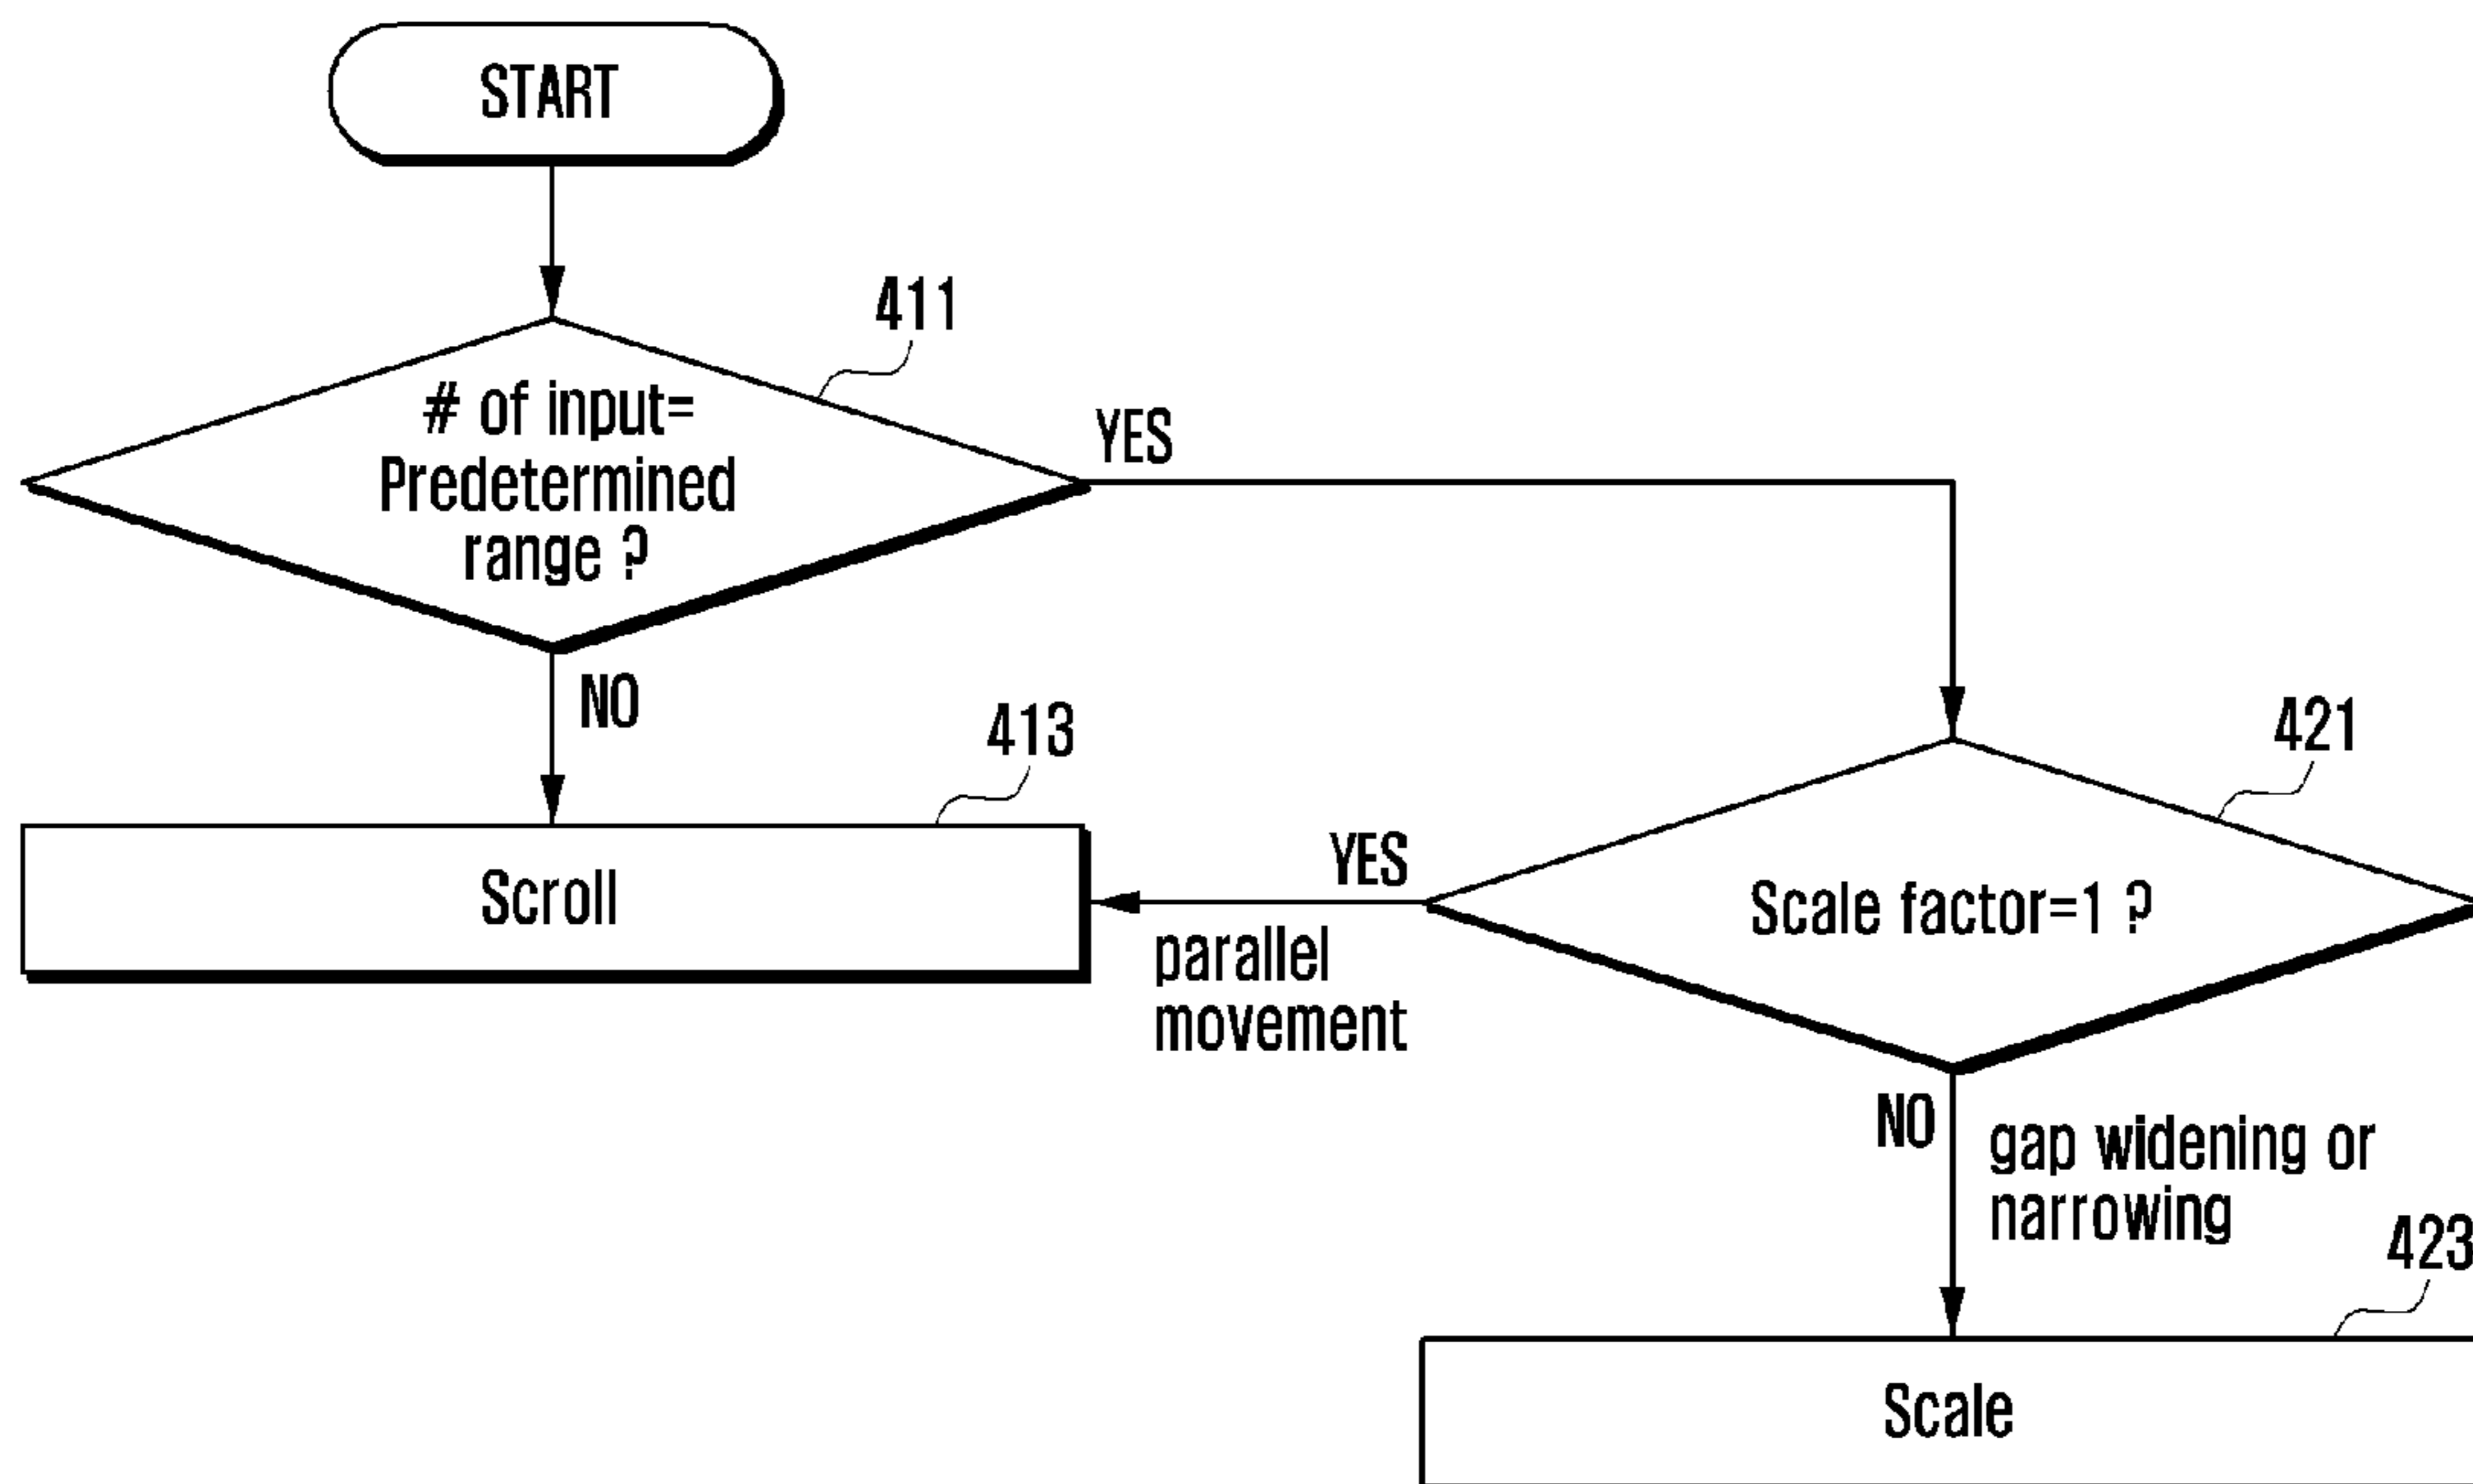 START
411
# of input=
Predetermined
range ?
YES
NO
413
Scroll
421
Scale factor=1 ?
YES
parallel
movement
NO
gap widening or
narrowing
423
Scale